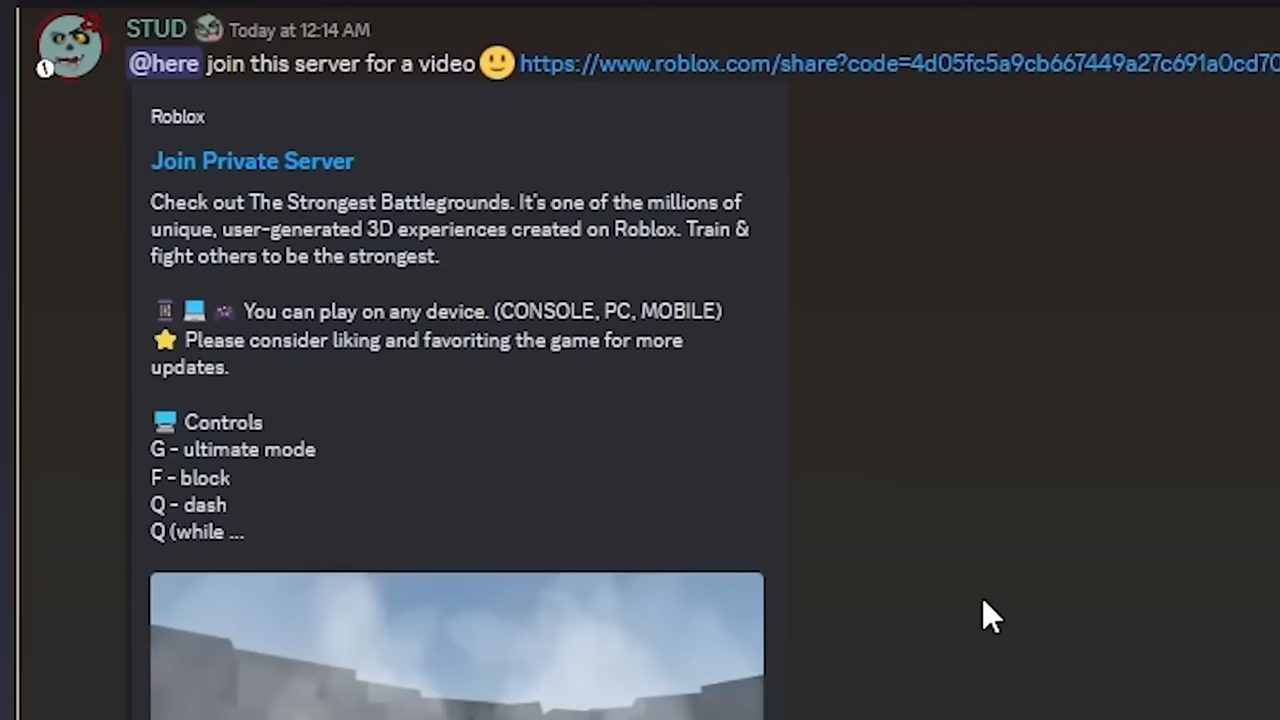 STUD Today at 12:14 AM
@here join this server for a video 🙂 https://www.roblox.com/share?code=4d05fc5a9cb667449a27c691a0cd70
Roblox
Join Private Server
Check out The Strongest Battlegrounds. It's one of the millions of
unique, user-generated 3D experiences created on Roblox. Train &
fight others to be the strongest.
📱 💻 🎮 You can play on any device. (CONSOLE, PC, MOBILE)
⭐ Please consider liking and favoriting the game for more
updates.
🖥️ Controls
G - ultimate mode
F - block
Q - dash
Q (while ...